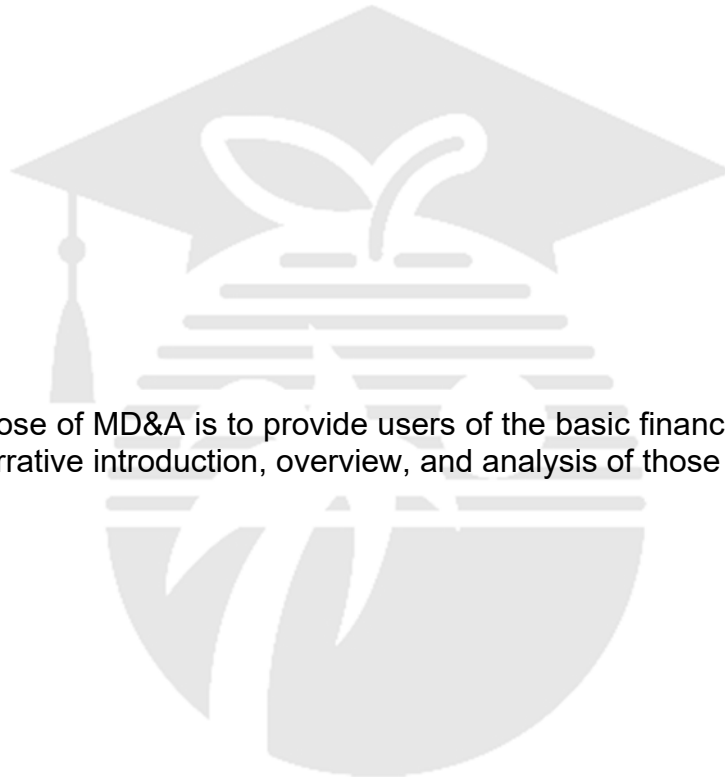 ose of MD&A is to provide users of the basic financ
rrative introduction, overview, and analysis of those